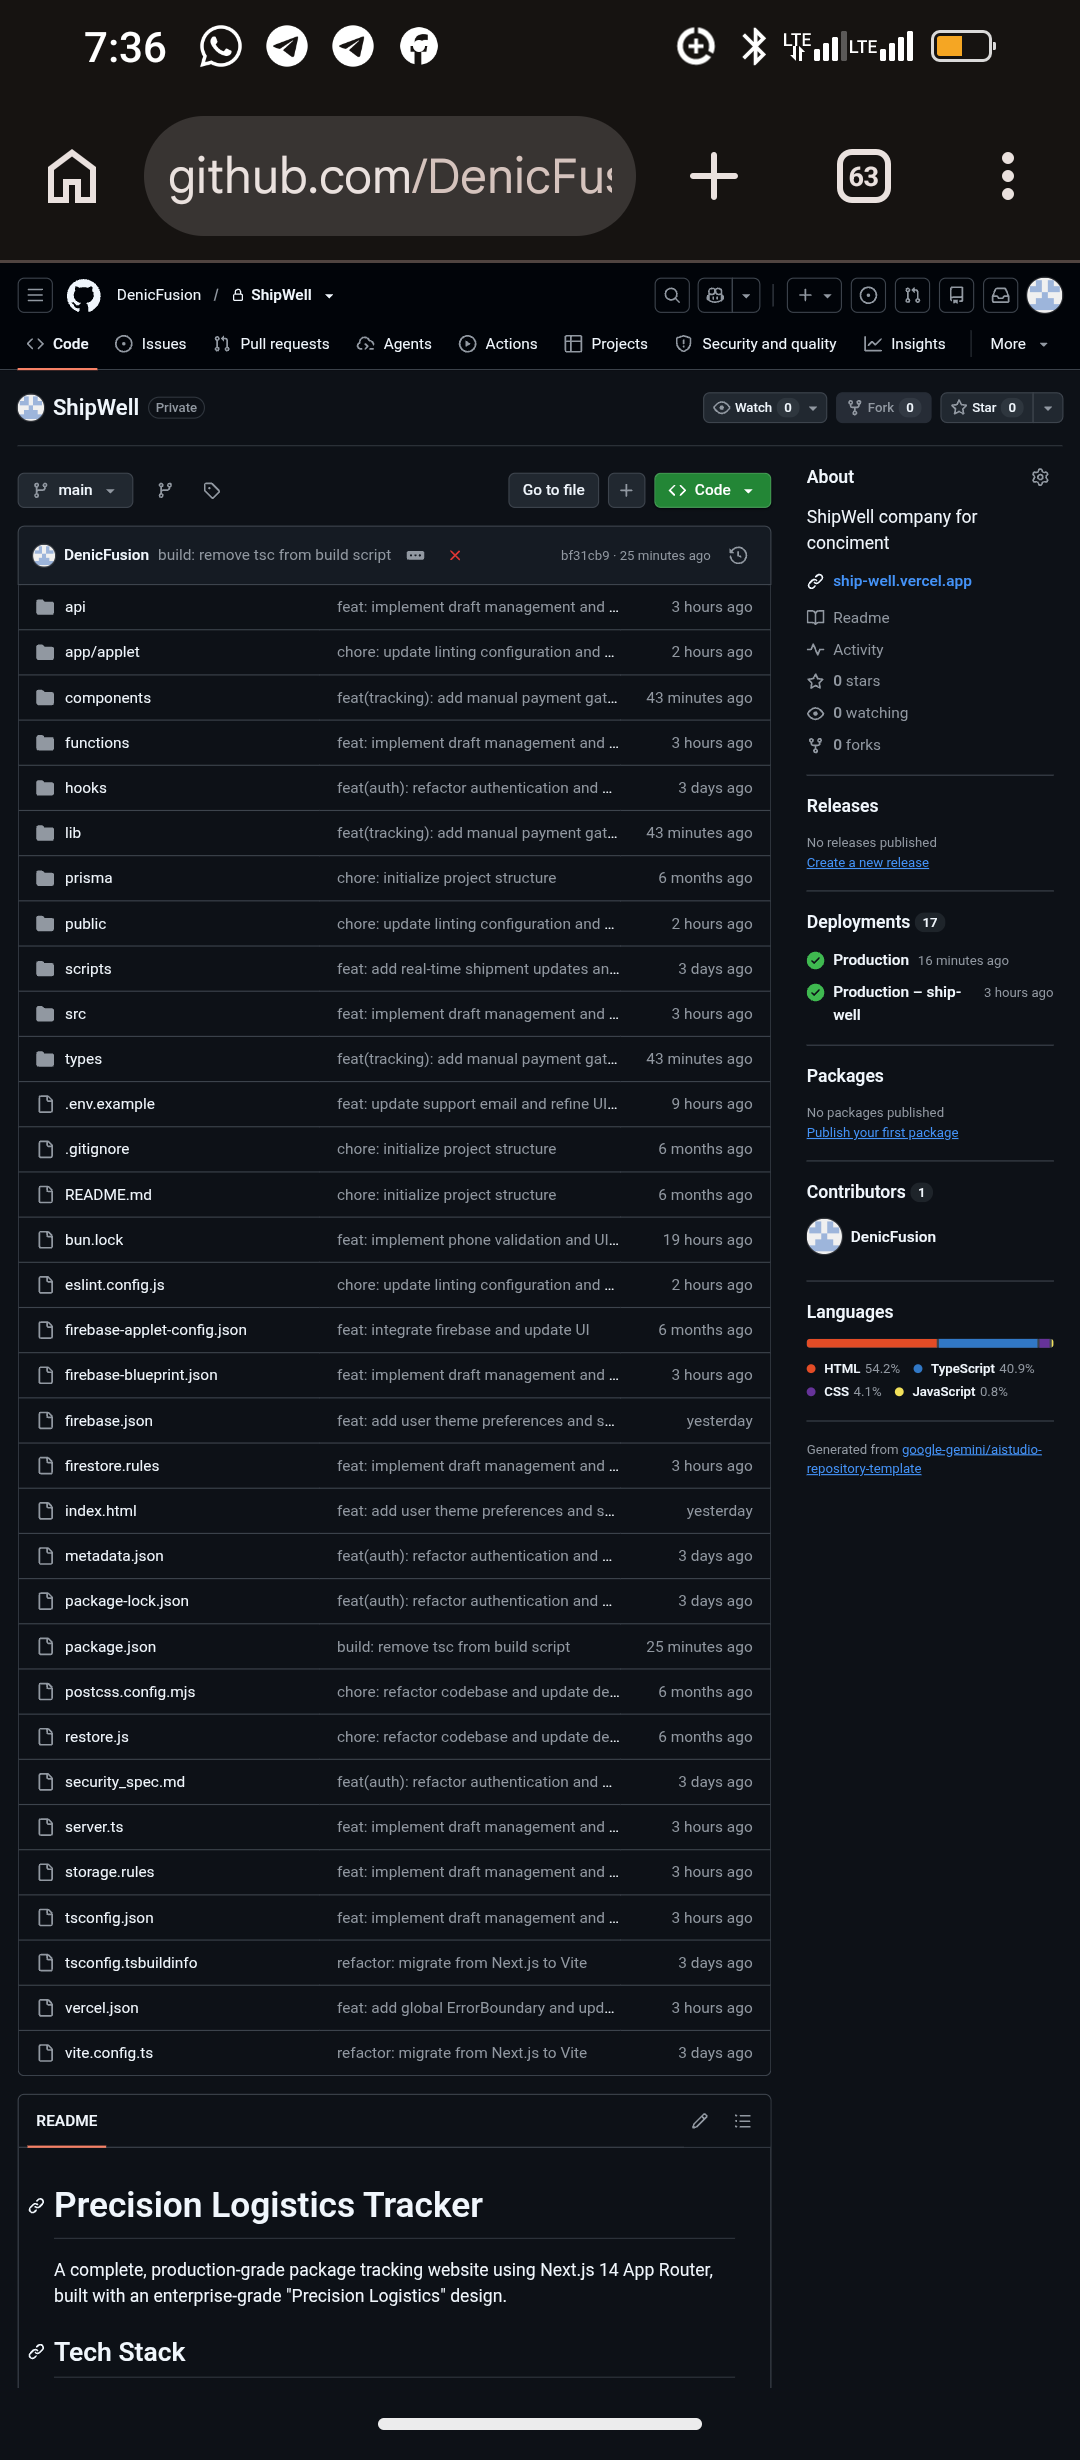 7:36
LTE
LTE
github.com/DenicFus
63
DenicFusion / ShipWell
Code
Issues
Pull requests
Agents
Actions
Projects
Security and quality
Insights
More
ShipWell Private
Watch 0
Fork 0
Star 0
main
Go to file
Code
DenicFusion build: remove tsc from build script
bf31cb9 · 25 minutes ago
api feat: implement draft management and ... 3 hours ago
app/applet chore: update linting configuration and ... 2 hours ago
components feat(tracking): add manual payment gat... 43 minutes ago
functions feat: implement draft management and ... 3 hours ago
hooks feat(auth): refactor authentication and ... 3 days ago
lib feat(tracking): add manual payment gat... 43 minutes ago
prisma chore: initialize project structure 6 months ago
public chore: update linting configuration and ... 2 hours ago
scripts feat: add real-time shipment updates an... 3 days ago
src feat: implement draft management and ... 3 hours ago
types feat(tracking): add manual payment gat... 43 minutes ago
.env.example feat: update support email and refine UI... 9 hours ago
.gitignore chore: initialize project structure 6 months ago
README.md chore: initialize project structure 6 months ago
bun.lock feat: implement phone validation and UI... 19 hours ago
eslint.config.js chore: update linting configuration and ... 2 hours ago
firebase-applet-config.json feat: integrate firebase and update UI 6 months ago
firebase-blueprint.json feat: implement draft management and ... 3 hours ago
firebase.json feat: add user theme preferences and s... yesterday
firestore.rules feat: implement draft management and ... 3 hours ago
index.html feat: add user theme preferences and s... yesterday
metadata.json feat(auth): refactor authentication and ... 3 days ago
package-lock.json feat(auth): refactor authentication and ... 3 days ago
package.json build: remove tsc from build script 25 minutes ago
postcss.config.mjs chore: refactor codebase and update de... 6 months ago
restore.js chore: refactor codebase and update de... 6 months ago
security_spec.md feat(auth): refactor authentication and ... 3 days ago
server.ts feat: implement draft management and ... 3 hours ago
storage.rules feat: implement draft management and ... 3 hours ago
tsconfig.json feat: implement draft management and ... 3 hours ago
tsconfig.tsbuildinfo refactor: migrate from Next.js to Vite 3 days ago
vercel.json feat: add global ErrorBoundary and upd... 3 hours ago
vite.config.ts refactor: migrate from Next.js to Vite 3 days ago
README
Precision Logistics Tracker
A complete, production-grade package tracking website using Next.js 14 App Router,
built with an enterprise-grade "Precision Logistics" design.
Tech Stack
About
ShipWell company for
conciment
ship-well.vercel.app
Readme
Activity
0 stars
0 watching
0 forks
Releases
No releases published
Create a new release
Deployments 17
Production 16 minutes ago
Production – ship- 3 hours ago
well
Packages
No packages published
Publish your first package
Contributors 1
DenicFusion
Languages
HTML 54.2% TypeScript 40.9%
CSS 4.1% JavaScript 0.8%
Generated from google-gemini/aistudio-
repository-template